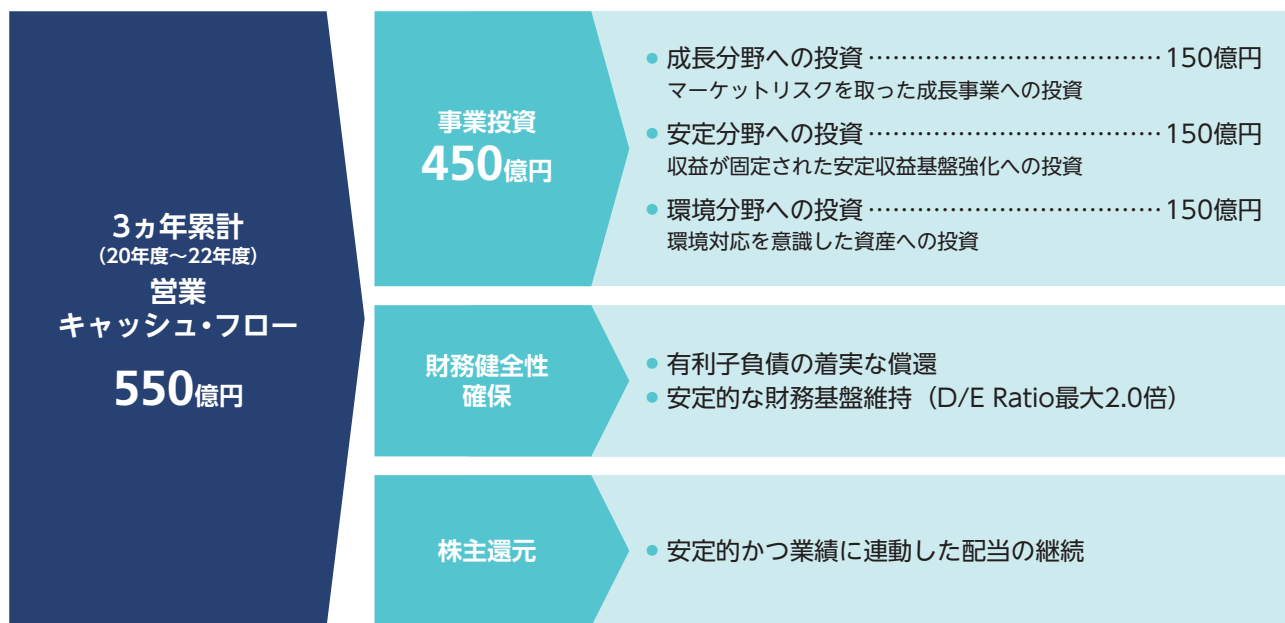 3ヵ年累計
(20年度～22年度)
営業
キャッシュ・フロー
550億円
事業投資
450億円
● 成長分野への投資 ……………………………… 150億円
マーケットリスクを取った成長事業への投資
● 安定分野への投資 ……………………………… 150億円
収益が固定された安定収益基盤強化への投資
● 環境分野への投資 ……………………………… 150億円
環境対応を意識した資産への投資
財務健全性
確保
● 有利子負債の着実な償還
● 安定的な財務基盤維持（D/E Ratio最大2.0倍）
株主還元
● 安定的かつ業績に連動した配当の継続